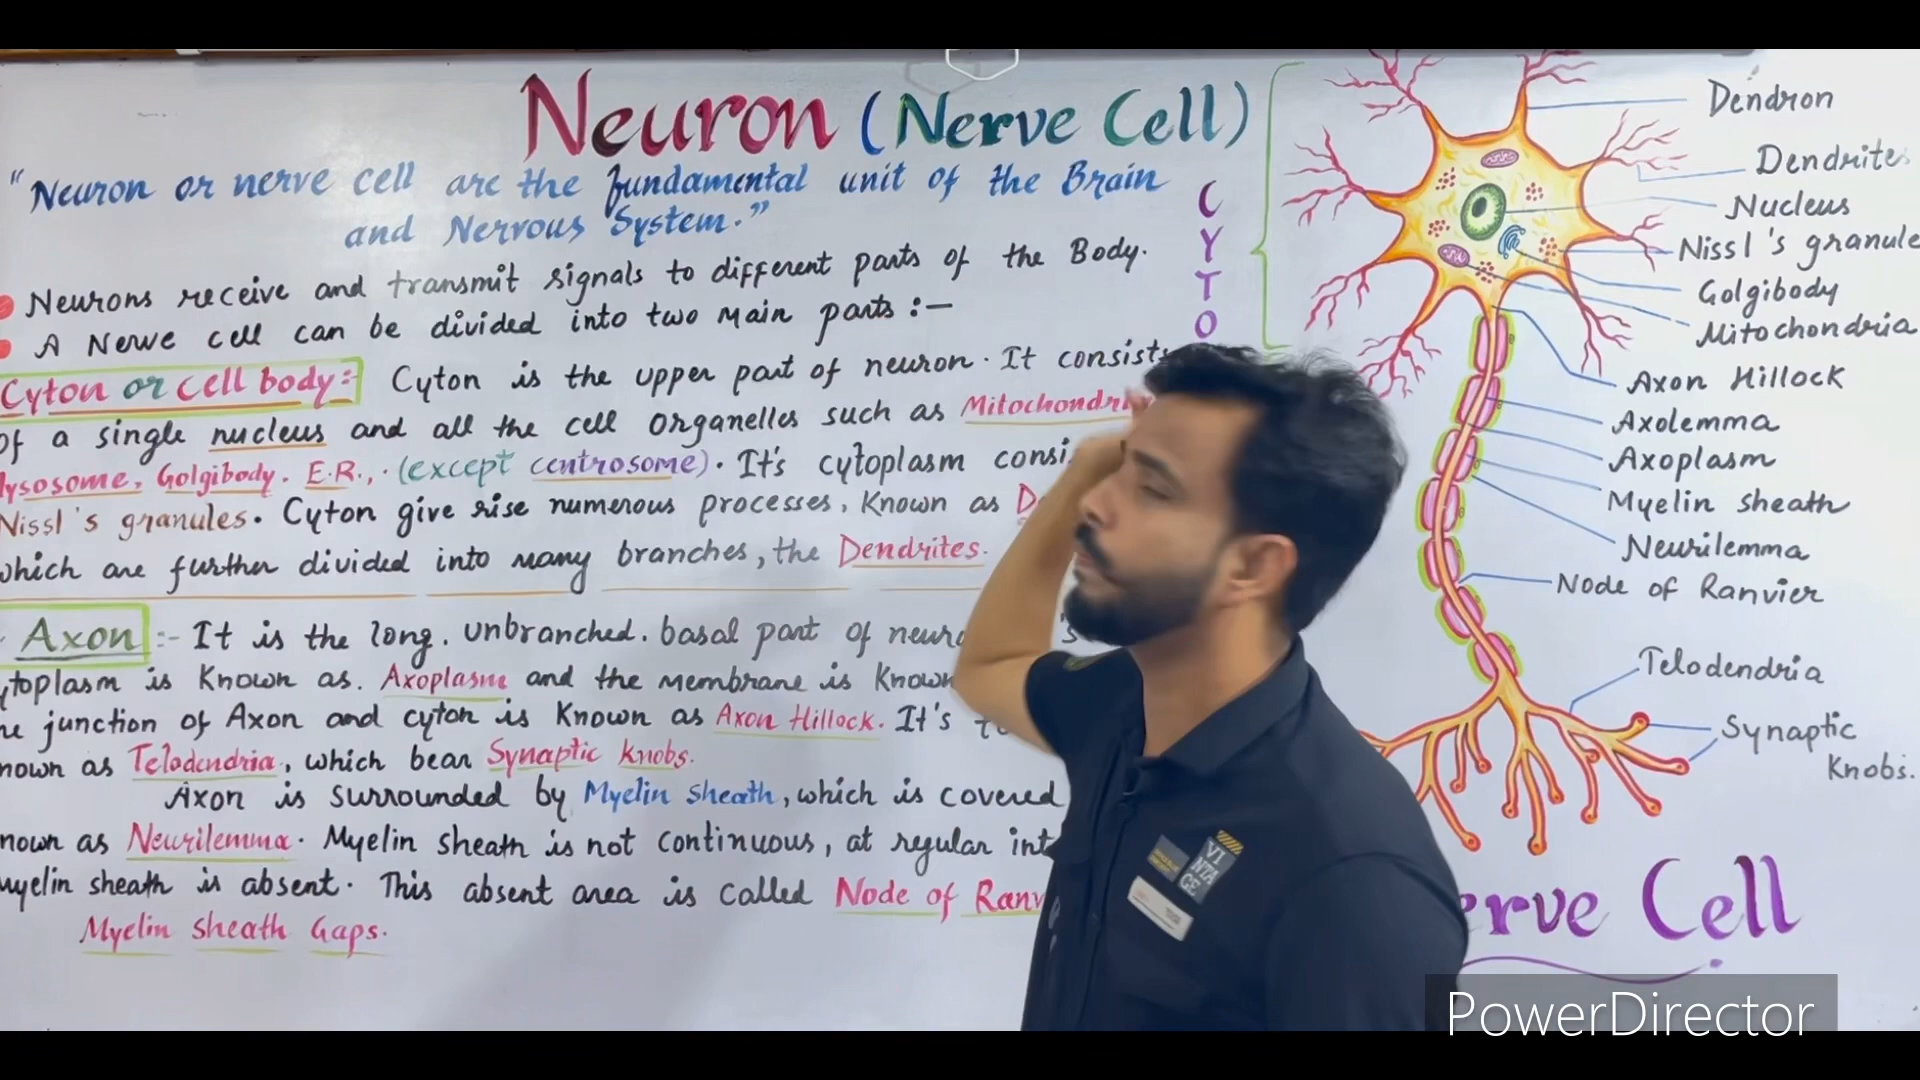 Neuron (Nerve Cell)
"Neuron or nerve cell are the fundamental unit of the Brain
and Nervous System."
Neurons receive and transmit signals to different parts of the Body.
A Nerve cell can be divided into two main parts :-
Cyton or cell body:- Cyton is the upper part of neuron. It consists
of a single nucleus and all the cell organelles such as Mitochondri
lysosome, Golgibody, E.R., (except centrosome). It's cytoplasm consi
Nissl's granules. Cyton give rise numerous processes, Known as D
which are further divided into many branches, the Dendrites.
Axon :- It is the long, unbranched, basal part of neuro
ytoplasm is Known as. Axoplasm and the membrane is Known
he junction of Axon and cyton is Known as Axon Hillock. It's
nown as Telodendria, which bear Synaptic Knobs.
Axon is surrounded by Myelin sheath, which is covered
nown as Neurilemma. Myelin sheath is not continuous, at regular int
myelin sheath is absent. This absent area is called Node of Ranv
Myelin sheath Gaps.
CYTO
Dendron
Dendrites
Nucleus
Nissl's granule
Golgibody
Mitochondria
Axon Hillock
Axolemma
Axoplasm
Myelin sheath
Neurilemma
Node of Ranvier
Telodendria
Synaptic
Knobs.
erve Cell
VI
NTA
GE
PowerDirector